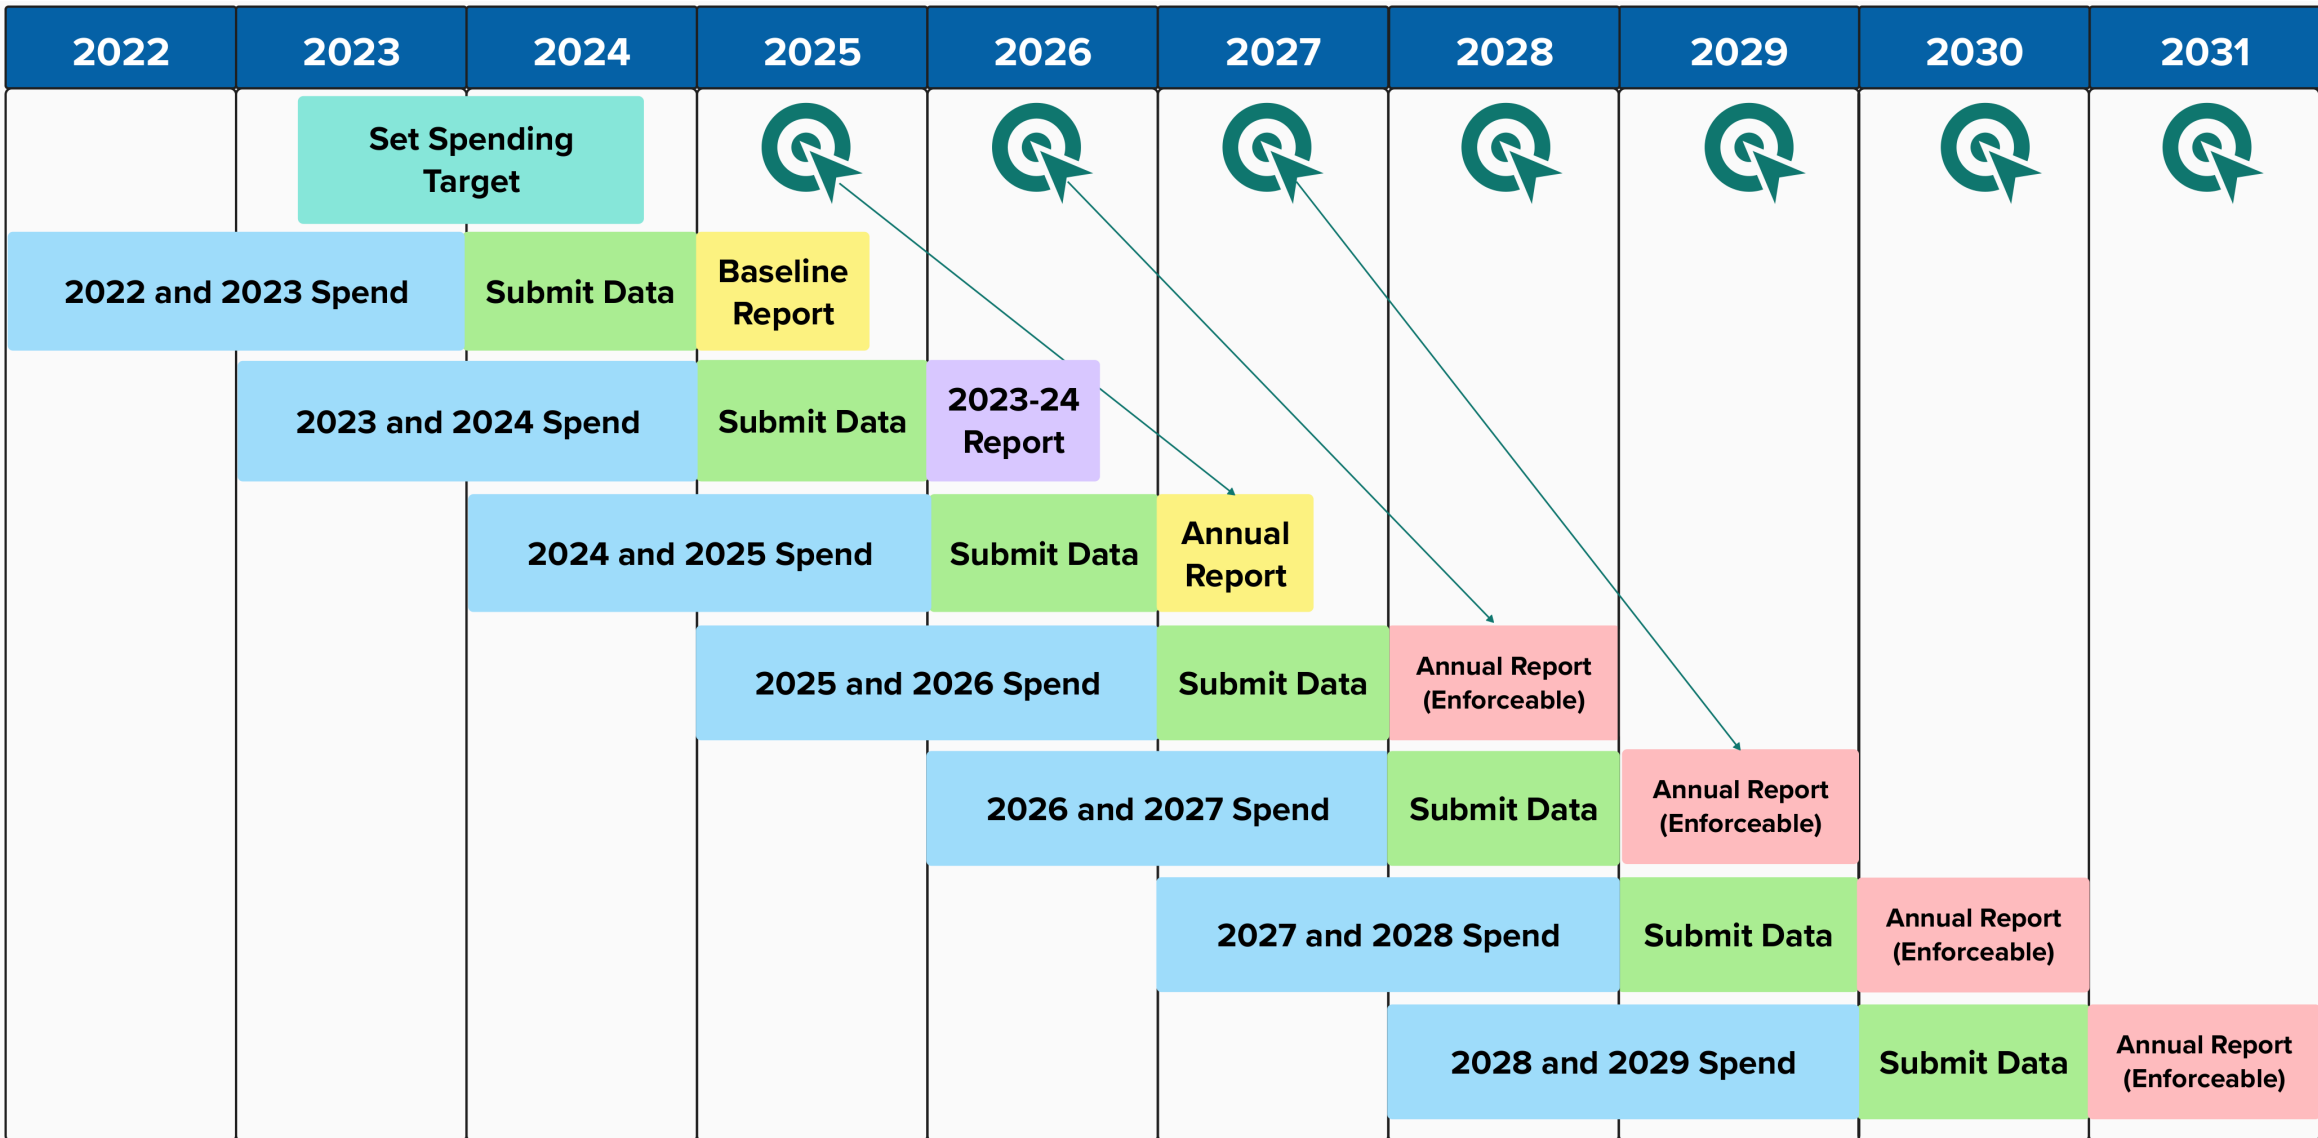 2022 2023 2024 2025 2026 2027 2028 2029 2030 2031
Set Spending
Target
2022 and 2023 Spend
Submit Data
Baseline
Report
2023 and 2024 Spend
Submit Data
2023-24
Report
2024 and 2025 Spend
Submit Data
Annual
Report
2025 and 2026 Spend
Submit Data
Annual Report
(Enforceable)
2026 and 2027 Spend
Submit Data
Annual Report
(Enforceable)
2027 and 2028 Spend
Submit Data
Annual Report
(Enforceable)
2028 and 2029 Spend
Submit Data
Annual Report
(Enforceable)